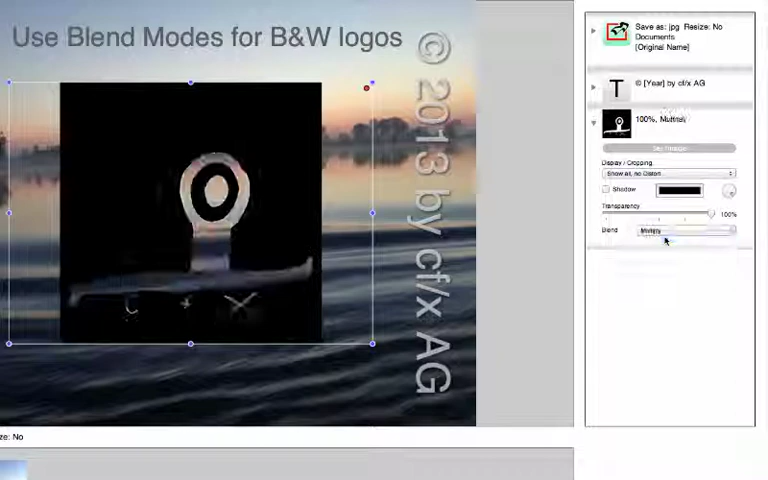 Use Blend Modes for B&W logos
© 2013 by cf/x AG
Save as: jpg Resize: No
Documents
[Original Name]
T
© [Year] by cf/x AG
100%, Multiply
Display / Cropping
Show all, no Distort
Shadow
Transparency
100%
Blend
Multiply
ze: No